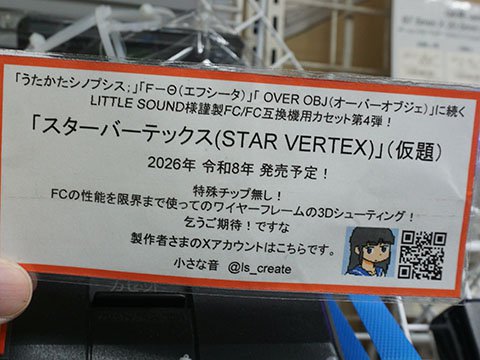 「うたかたシノプシス;」「F－Θ(エフシータ)」「 OVER OBJ(オーバーオブジェ)」に続く
LITTLE SOUND様謹製FC/FC互換機用カセット第4弾！
「スターバーテックス(STAR VERTEX)」(仮題)
2026年 令和8年 発売予定！
特殊チップ無し！
FCの性能を限界まで使ってのワイヤーフレームの3Dシューティング！
乞うご期待！ですな
製作者さまのXアカウントはこちらです。
小さな音　@ls_create
カセット